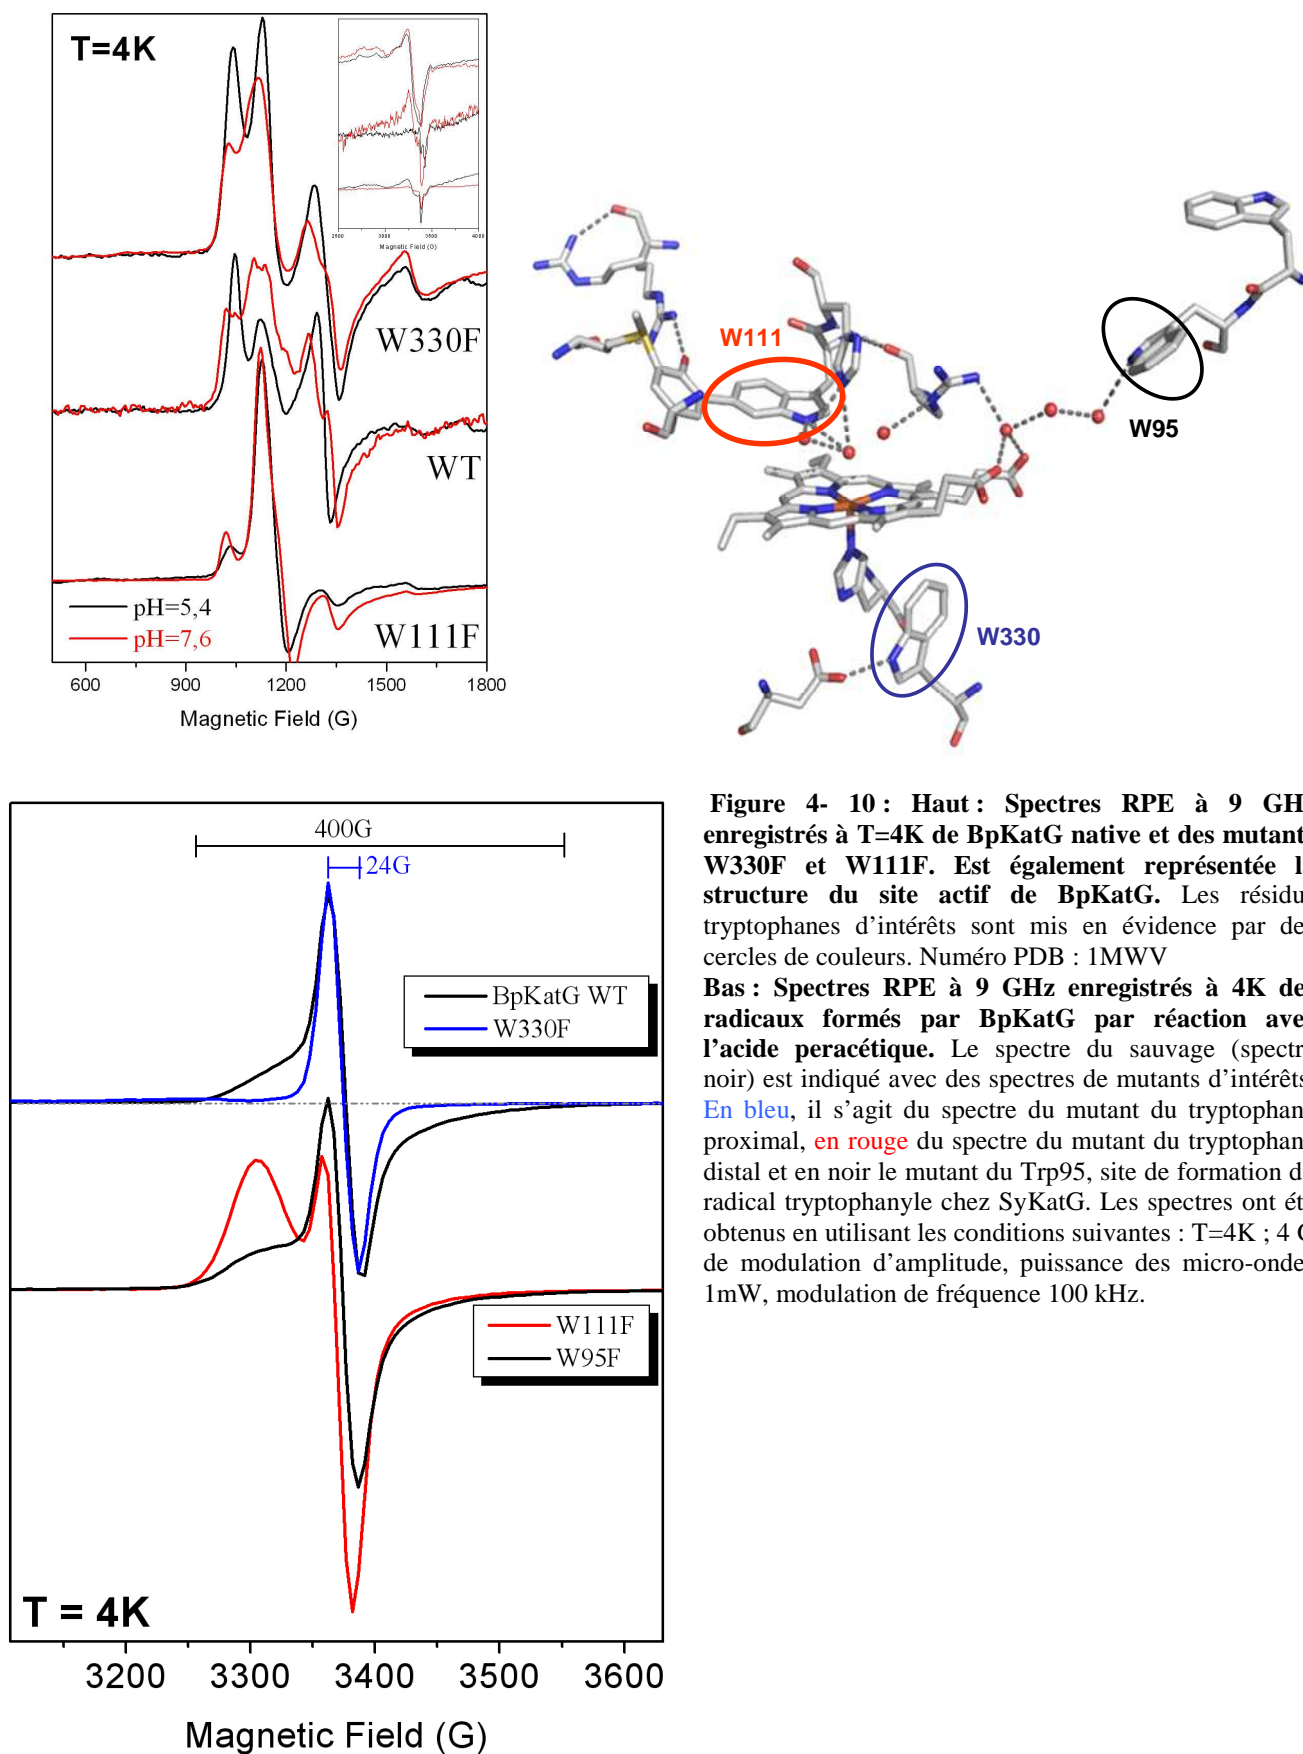 T=4K
2500 3000 3500 4000
Magnetic Field (G)
W330F
WT
W111F
pH=5,4
pH=7,6
600 900 1200 1500 1800
Magnetic Field (G)
W111
W95
W330
400G
24G
BpKatG WT
W330F
W111F
W95F
T = 4K
3200 3300 3400 3500 3600
Magnetic Field (G)
Figure 4- 10 : Haut : Spectres RPE à 9 GH
enregistrés à T=4K de BpKatG native et des mutant
W330F et W111F. Est également représentée l
structure du site actif de BpKatG. Les résidu
tryptophanes d’intérêts sont mis en évidence par de
cercles de couleurs. Numéro PDB : 1MWV
Bas : Spectres RPE à 9 GHz enregistrés à 4K de
radicaux formés par BpKatG par réaction ave
l’acide peracétique. Le spectre du sauvage (spectr
noir) est indiqué avec des spectres de mutants d’intérêts
En bleu, il s’agit du spectre du mutant du tryptophan
proximal, en rouge du spectre du mutant du tryptophan
distal et en noir le mutant du Trp95, site de formation d
radical tryptophanyle chez SyKatG. Les spectres ont ét
obtenus en utilisant les conditions suivantes : T=4K ; 4 G
de modulation d’amplitude, puissance des micro-onde
1mW, modulation de fréquence 100 kHz.